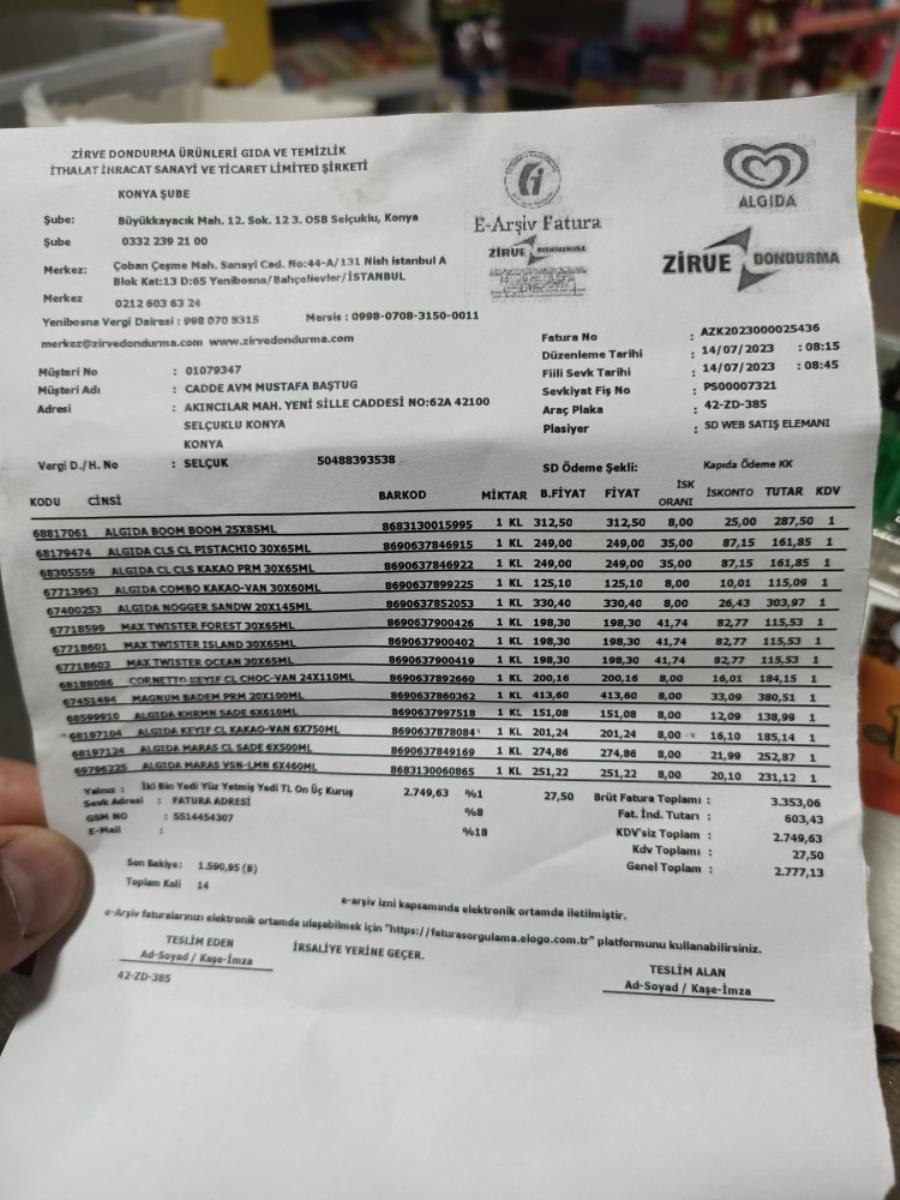 ZİRVE DONDURMA ÜRÜNLERİ GIDA VE TEMİZLİK
İTHALAT İHRACAT SANAYİ VE TİCARET LİMİTED ŞİRKETİ
KONYA ŞUBE
Şube: Büyükkayacık Mah. 12. Sok. 12 3. OSB Selçuklu, Konya
Şube 0332 239 21 00
Merkez: Çoban Çeşme Mah. Sanayi Cad. No:44-A/131 Nish istanbul A
Blok Kat:13 D:65 Yenibosna/Bahçelievler/İSTANBUL
Merkez 0212 603 63 24
Yenibosna Vergi Dairesi : 998 070 8315 Mersis : 0998-0708-3150-0011
merkez@zirvedondurma.com www.zirvedondurma.com
E-Arşiv Fatura
ZİRVE DONDURMA
ALGIDA
ZİRVE DONDURMA
Müşteri No : 01079347
Müşteri Adı : CADDE AVM MUSTAFA BAŞTUG
Adresi : AKINCILAR MAH. YENİ SİLLE CADDESİ NO:62A 42100
SELÇUKLU KONYA
KONYA
Vergi D./H. No : SELÇUK 50488393538
Fatura No : AZK2023000025436
Düzenleme Tarihi : 14/07/2023 : 08:15
Fiili Sevk Tarihi : 14/07/2023 : 08:45
Sevkiyat Fiş No : PS00007321
Araç Plaka : 42-ZD-385
Plasiyer : SD WEB SATIŞ ELEMANI
SD Ödeme Şekli: Kapıda Ödeme KK
KODU CİNSİ BARKOD MİKTAR B.FİYAT FİYAT İSK ORANI İSKONTO TUTAR KDV
68817061 ALGIDA BOOM BOOM 25X85ML 8683130015995 1 KL 312,50 312,50 8,00 25,00 287,50 1
68179474 ALGIDA CLS CL PISTACHIO 30X65ML 8690637846915 1 KL 249,00 249,00 35,00 87,15 161,85 1
68305559 ALGIDA CL CLS KAKAO PRM 30X65ML 8690637846922 1 KL 249,00 249,00 35,00 87,15 161,85 1
67713963 ALGIDA COMBO KAKAO-VAN 30X60ML 8690637899225 1 KL 125,10 125,10 8,00 10,01 115,09 1
67400253 ALGIDA NOGGER SANDW 20X145ML 8690637852053 1 KL 330,40 330,40 8,00 26,43 303,97 1
67718599 MAX TWISTER FOREST 30X65ML 8690637900426 1 KL 198,30 198,30 41,74 82,77 115,53 1
67718601 MAX TWISTER ISLAND 30X65ML 8690637900402 1 KL 198,30 198,30 41,74 82,77 115,53 1
67718603 MAX TWISTER OCEAN 30X65ML 8690637900419 1 KL 198,30 198,30 41,74 82,77 115,53 1
68188086 CORNETTO KEYIF CL CHOC-VAN 24X110ML 8690637892660 1 KL 200,16 200,16 8,00 16,01 184,15 1
67451494 MAGNUM BADEM PRM 20X100ML 8690637860362 1 KL 413,60 413,60 8,00 33,09 380,51 1
68599910 ALGIDA KHRMN SADE 6X610ML 8690637997518 1 KL 151,08 151,08 8,00 12,09 138,99 1
68197104 ALGIDA KEYIF CL KAKAO-VAN 6X750ML 8690637878084 1 KL 201,24 201,24 8,00 16,10 185,14 1
68197124 ALGIDA MARAS CL SADE 6X500ML 8690637849169 1 KL 274,86 274,86 8,00 21,99 252,87 1
69796225 ALGIDA MARAS VSN-LMN 6X460ML 8683130060865 1 KL 251,22 251,22 8,00 20,10 231,12 1
Yalnız : İki Bin Yedi Yüz Yetmiş Yedi TL On Üç Kuruş 2.749,63 %1 27,50
Sevk Adresi : FATURA ADRESİ %8
GSM NO : 5514454307 %18
E-Mail :
Brüt Fatura Toplamı : 3.353,06
Fat. İnd. Tutarı : 603,43
KDV'siz Toplam : 2.749,63
Kdv Toplamı : 27,50
Genel Toplam : 2.777,13
Son Bakiye: 1.590,95 (B)
Toplam Koli 14
e-arşiv izni kapsamında elektronik ortamda iletilmiştir.
e-Arşiv faturalarınızı elektronik ortamda ulaşabilmek için "https://faturasorgulama.elogo.com.tr" platformunu kullanabilirsiniz.
TESLİM EDEN İRSALİYE YERİNE GEÇER. TESLİM ALAN
Ad-Soyad / Kaşe-İmza Ad-Soyad / Kaşe-İmza
42-ZD-385